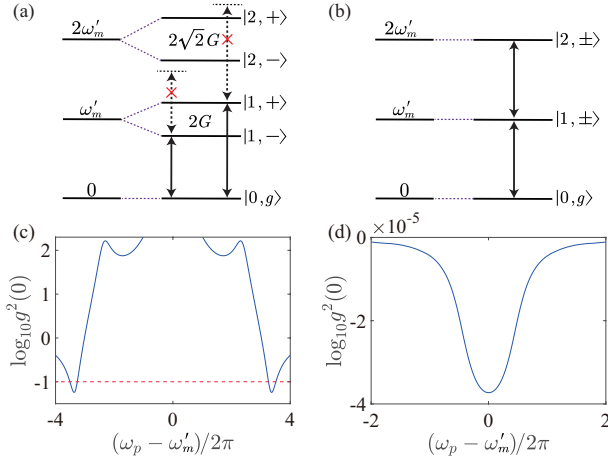 (a)
2ω′ₘ
|2,+⟩
2√2G
|2,−⟩
ω′ₘ
|1,+⟩
2G
|1,−⟩
0
|0,g⟩
(b)
2ω′ₘ
|2,±⟩
ω′ₘ
|1,±⟩
0
|0,g⟩
(c)
log₁₀g²(0)
2
1
0
-1
-4
0
4
(ωₚ − ω′ₘ)/2π
(d)
×10⁻⁵
log₁₀g²(0)
0
-2
-4
-2
0
2
(ωₚ − ω′ₘ)/2π